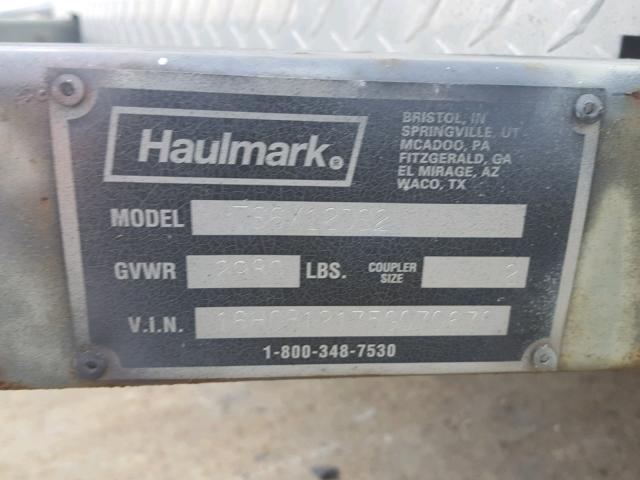 Haulmark®
BRISTOL, IN
SPRINGVILLE, UT
MCADOO, PA
FITZGERALD, GA
EL MIRAGE, AZ
WACO, TX
MODEL
GVWR LBS. COUPLER SIZE 2
V.I.N.
1-800-348-7530